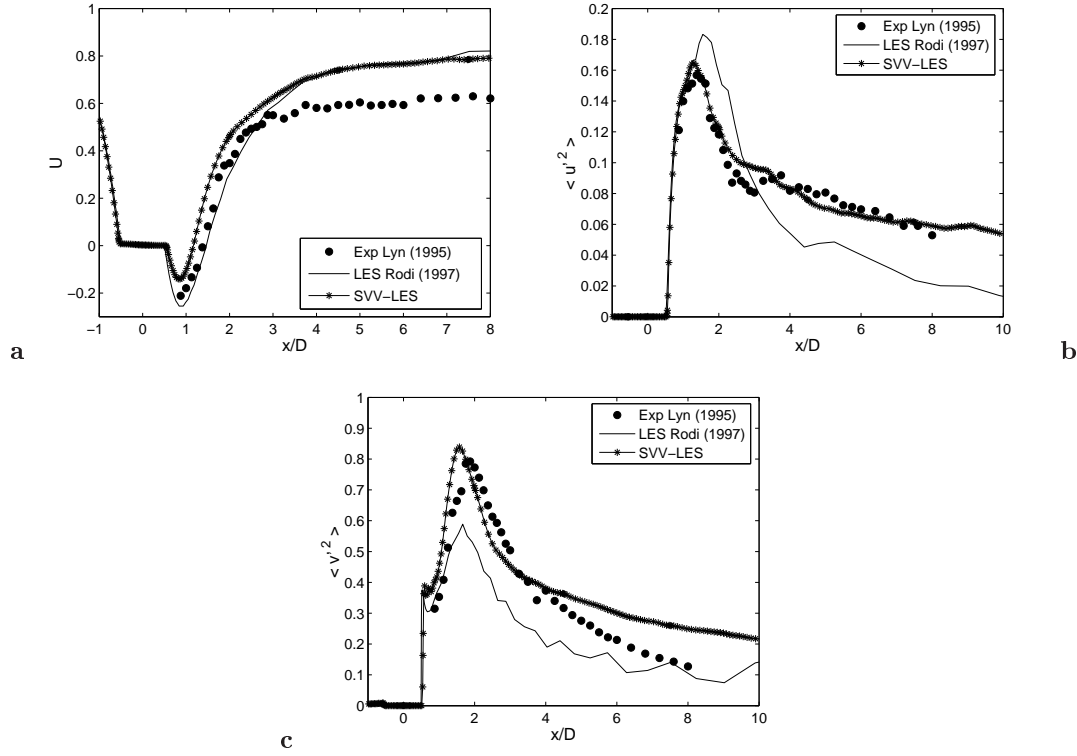 1
0.8
0.6
0.4
0.2
0
−0.2
−1 0 1 2 3 4 5 6 7 8
U
x/D
Exp Lyn (1995)
LES Rodi (1997)
SVV−LES
a
0.2
0.18
0.16
0.14
0.12
0.1
0.08
0.06
0.04
0.02
0
0 2 4 6 8 10
< u' 2 >
x/D
Exp Lyn (1995)
LES Rodi (1997)
SVV−LES
b
1
0.9
0.8
0.7
0.6
0.5
0.4
0.3
0.2
0.1
0
0 2 4 6 8 10
< v' 2 >
x/D
Exp Lyn (1995)
LES Rodi (1997)
SVV−LES
c